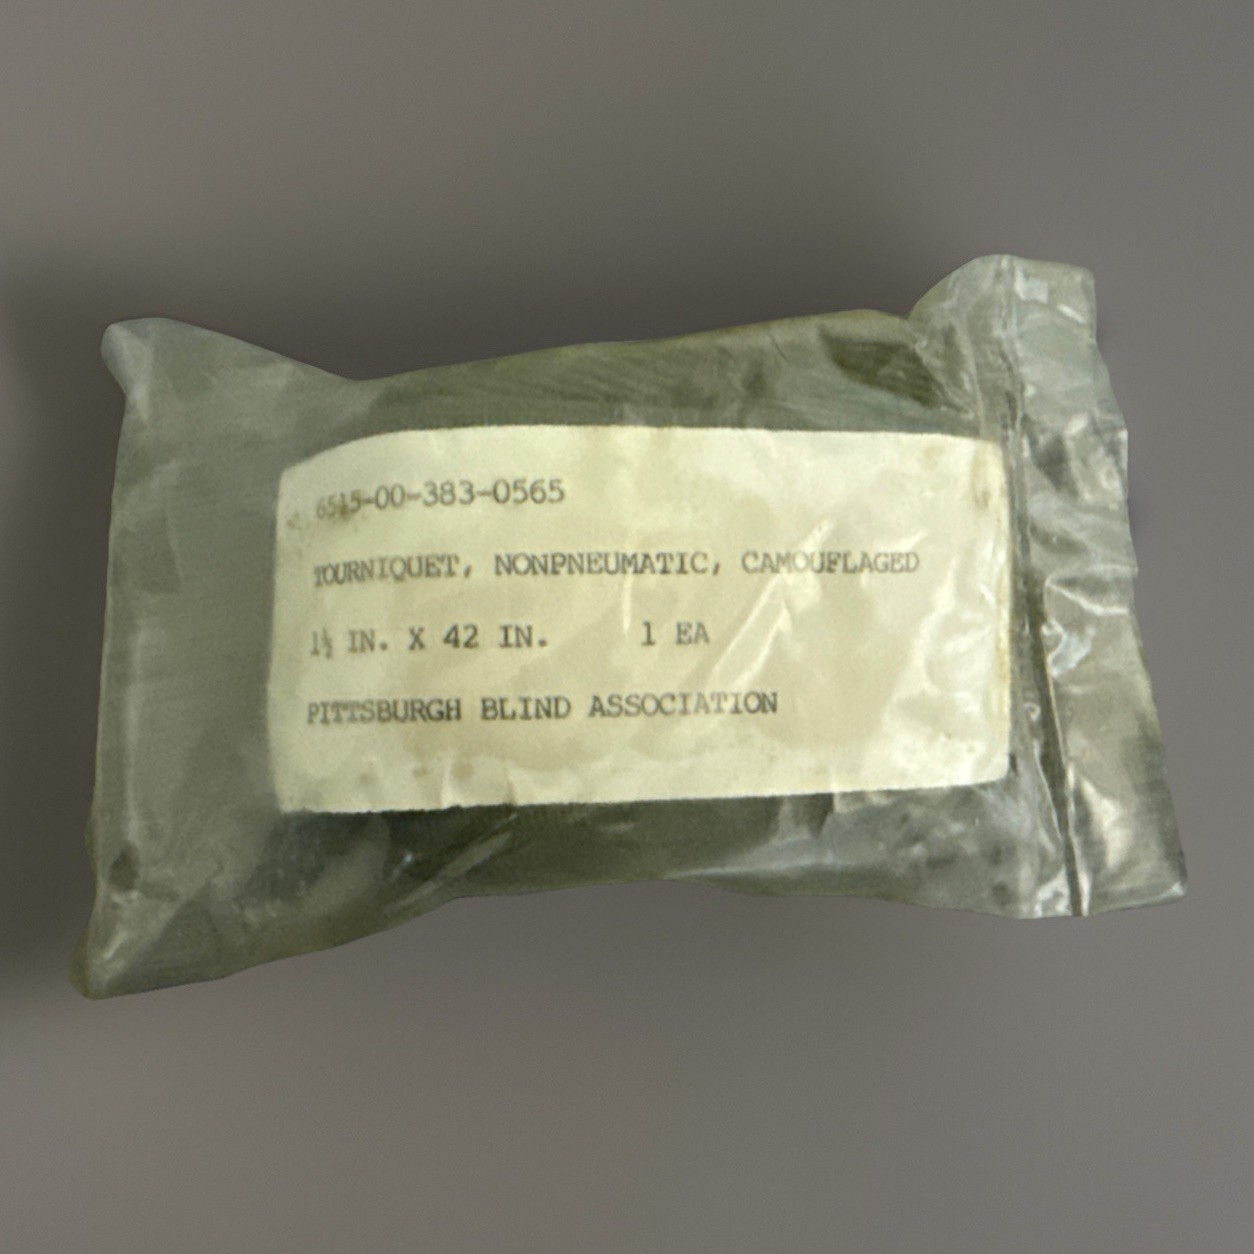 6515-00-383-0565
TOURNIQUET, NONPNEUMATIC, CAMOUFLAGED
1½ IN. X 42 IN. 1 EA
PITTSBURGH BLIND ASSOCIATION